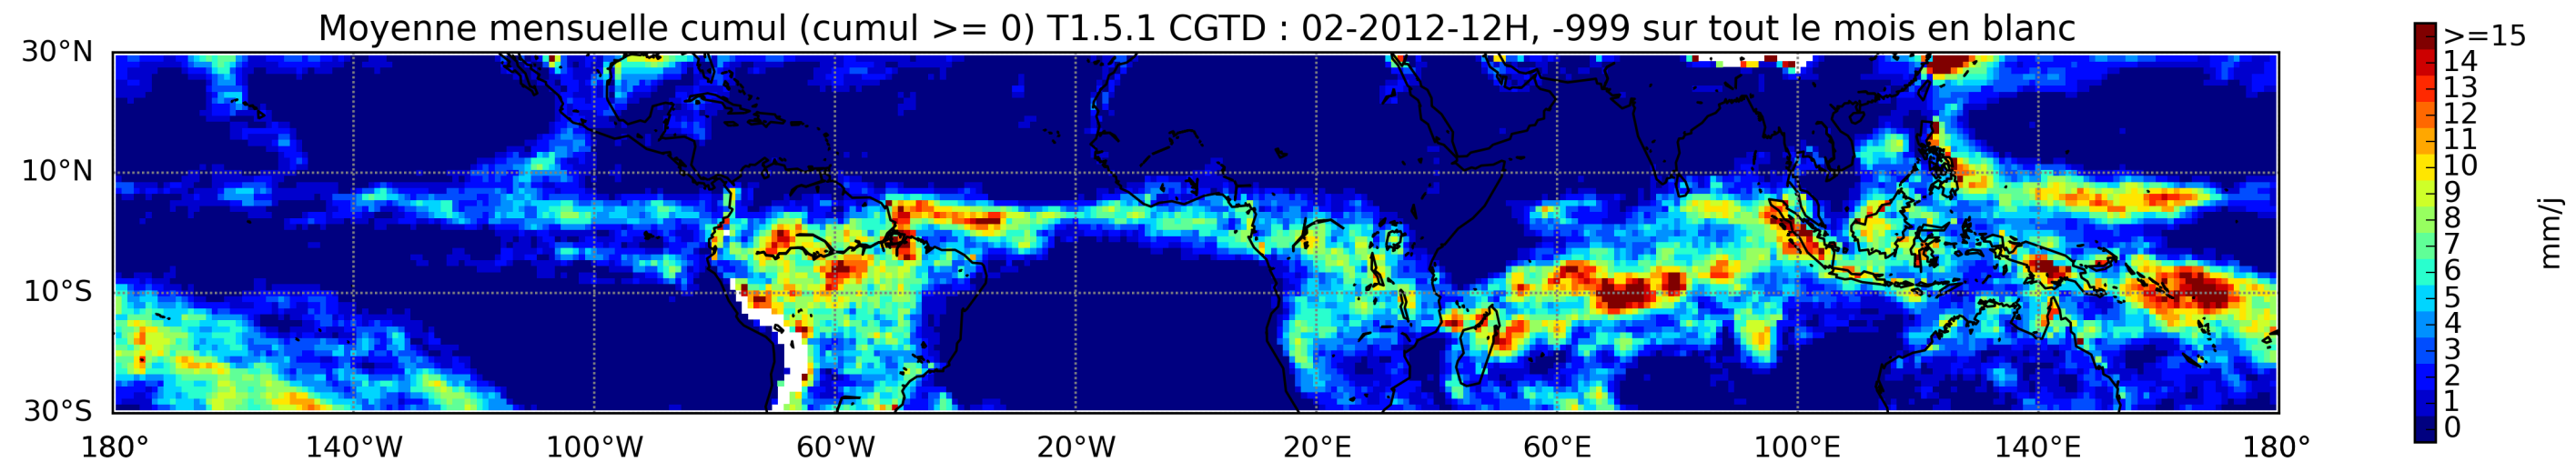 Moyenne mensuelle cumul (cumul >= 0) T1.5.1 CGTD : 02-2012-12H, -999 sur tout le mois en blanc
30°N
10°N
10°S
30°S
180°
140°W
100°W
60°W
20°W
20°E
60°E
100°E
140°E
180°
>=15
14
13
12
11
10
9
8
7
6
5
4
3
2
1
0
mm/j